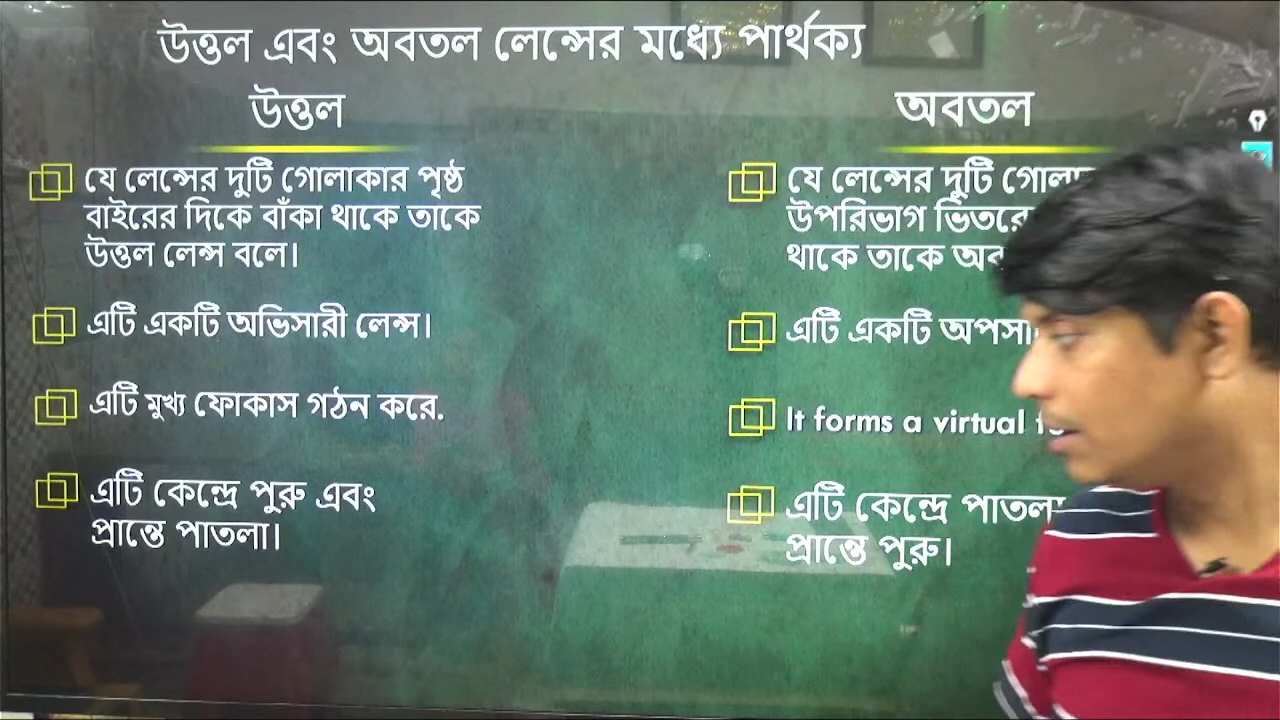 উত্তল এবং অবতল লেন্সের মধ্যে পার্থক্য
উত্তল
যে লেন্সের দুটি গোলাকার পৃষ্ঠ
বাইরের দিকে বাঁকা থাকে তাকে
উত্তল লেন্স বলে।
এটি একটি অভিসারী লেন্স।
এটি মুখ্য ফোকাস গঠন করে.
এটি কেন্দ্রে পুরু এবং
প্রান্তে পাতলা।
অবতল
যে লেন্সের দুটি
উপরিভাগ
থাকে তাকে
এটি একটি
It forms a virtual
এটি কেন্দ্রে পাতলা
প্রান্তে পুরু।